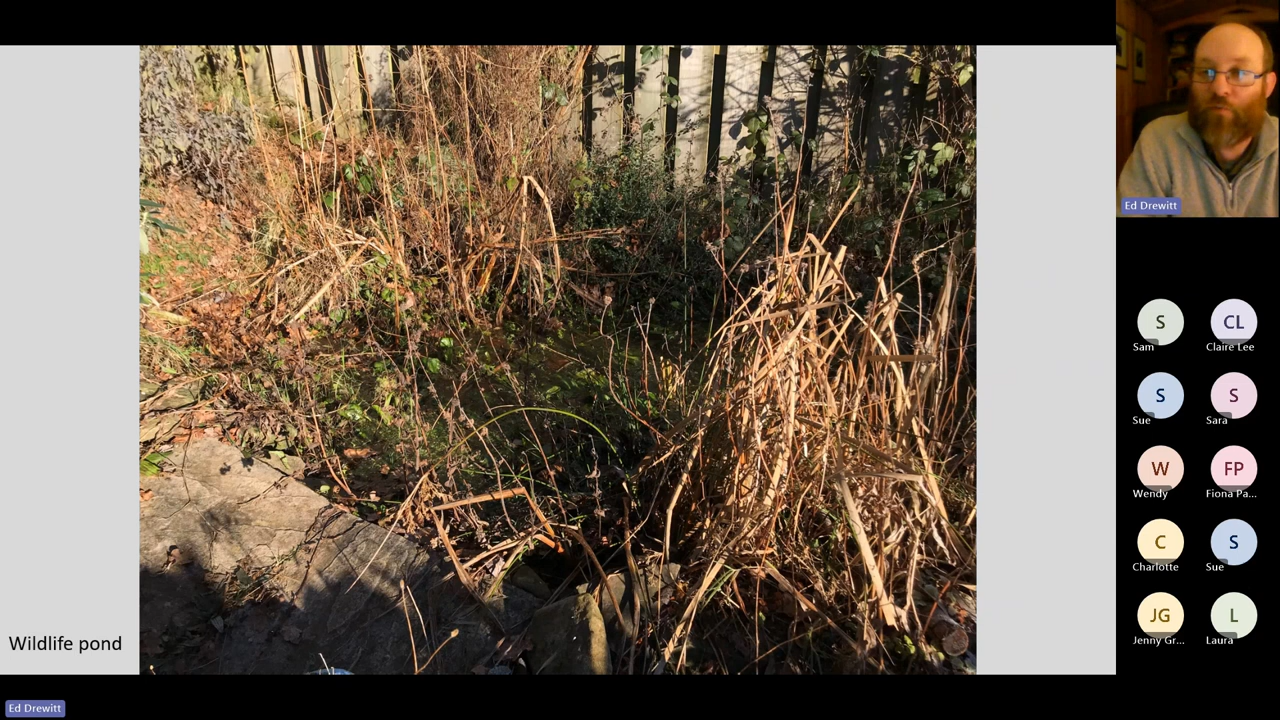 Wildlife pond
Ed Drewitt
Ed Drewitt
S
CL
Sam
Claire Lee
S
S
Sue
Sara
W
FP
Wendy
Fiona Pa...
C
S
Charlotte
Sue
JG
L
Jenny Gr...
Laura